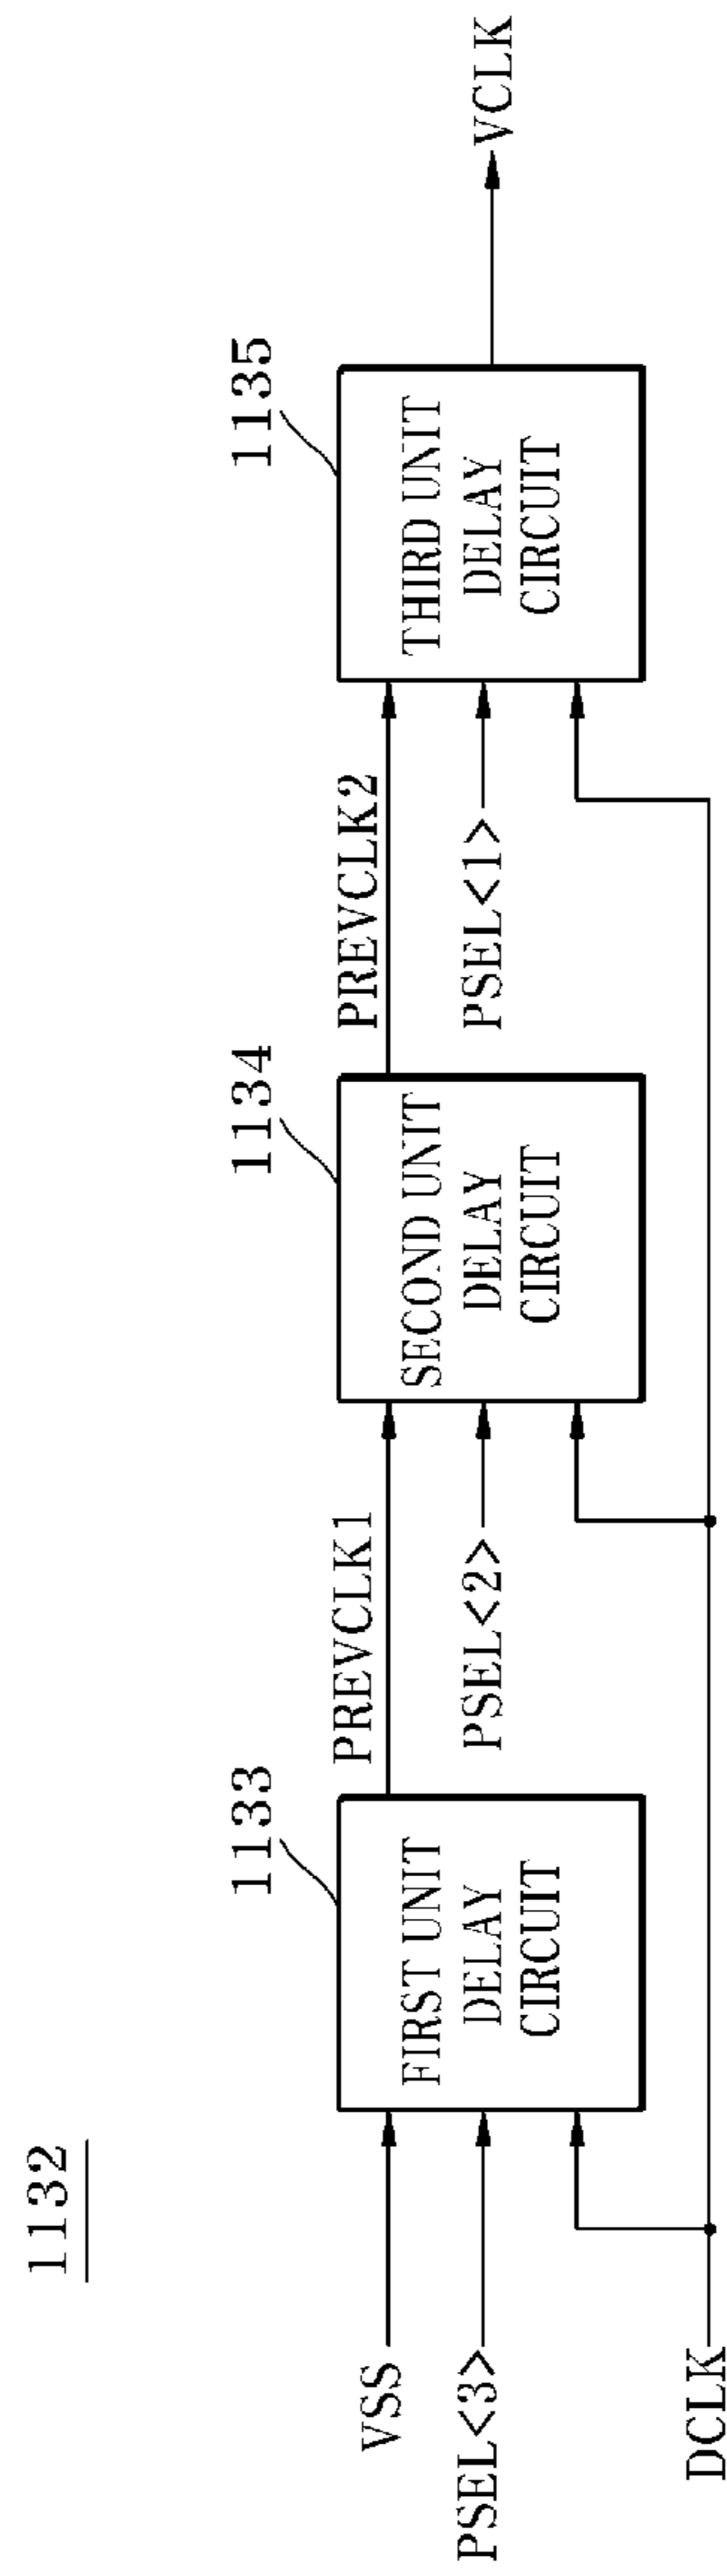 1132
1133
1134
1135
VSS
PREVCLK1
PREVCLK2
FIRST UNIT
DELAY
CIRCUIT
SECOND UNIT
DELAY
CIRCUIT
THIRD UNIT
DELAY
CIRCUIT
VCLK
PSEL<3>
PSEL<2>
PSEL<1>
DCLK